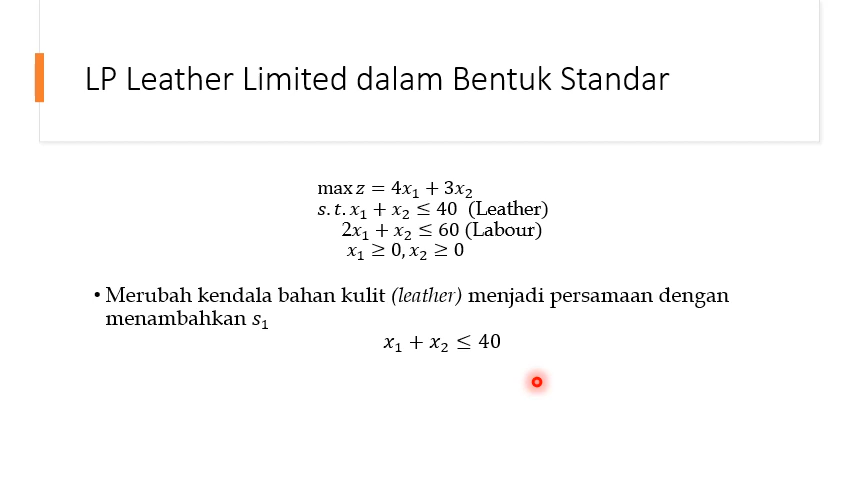 LP Leather Limited dalam Bentuk Standar
max 𝑧 = 4𝑥₁ + 3𝑥₂
𝑠.𝑡. 𝑥₁ + 𝑥₂ ≤ 40 (Leather)
2𝑥₁ + 𝑥₂ ≤ 60 (Labour)
𝑥₁ ≥ 0, 𝑥₂ ≥ 0
• Merubah kendala bahan kulit (leather) menjadi persamaan dengan
menambahkan 𝑠₁
𝑥₁ + 𝑥₂ ≤ 40